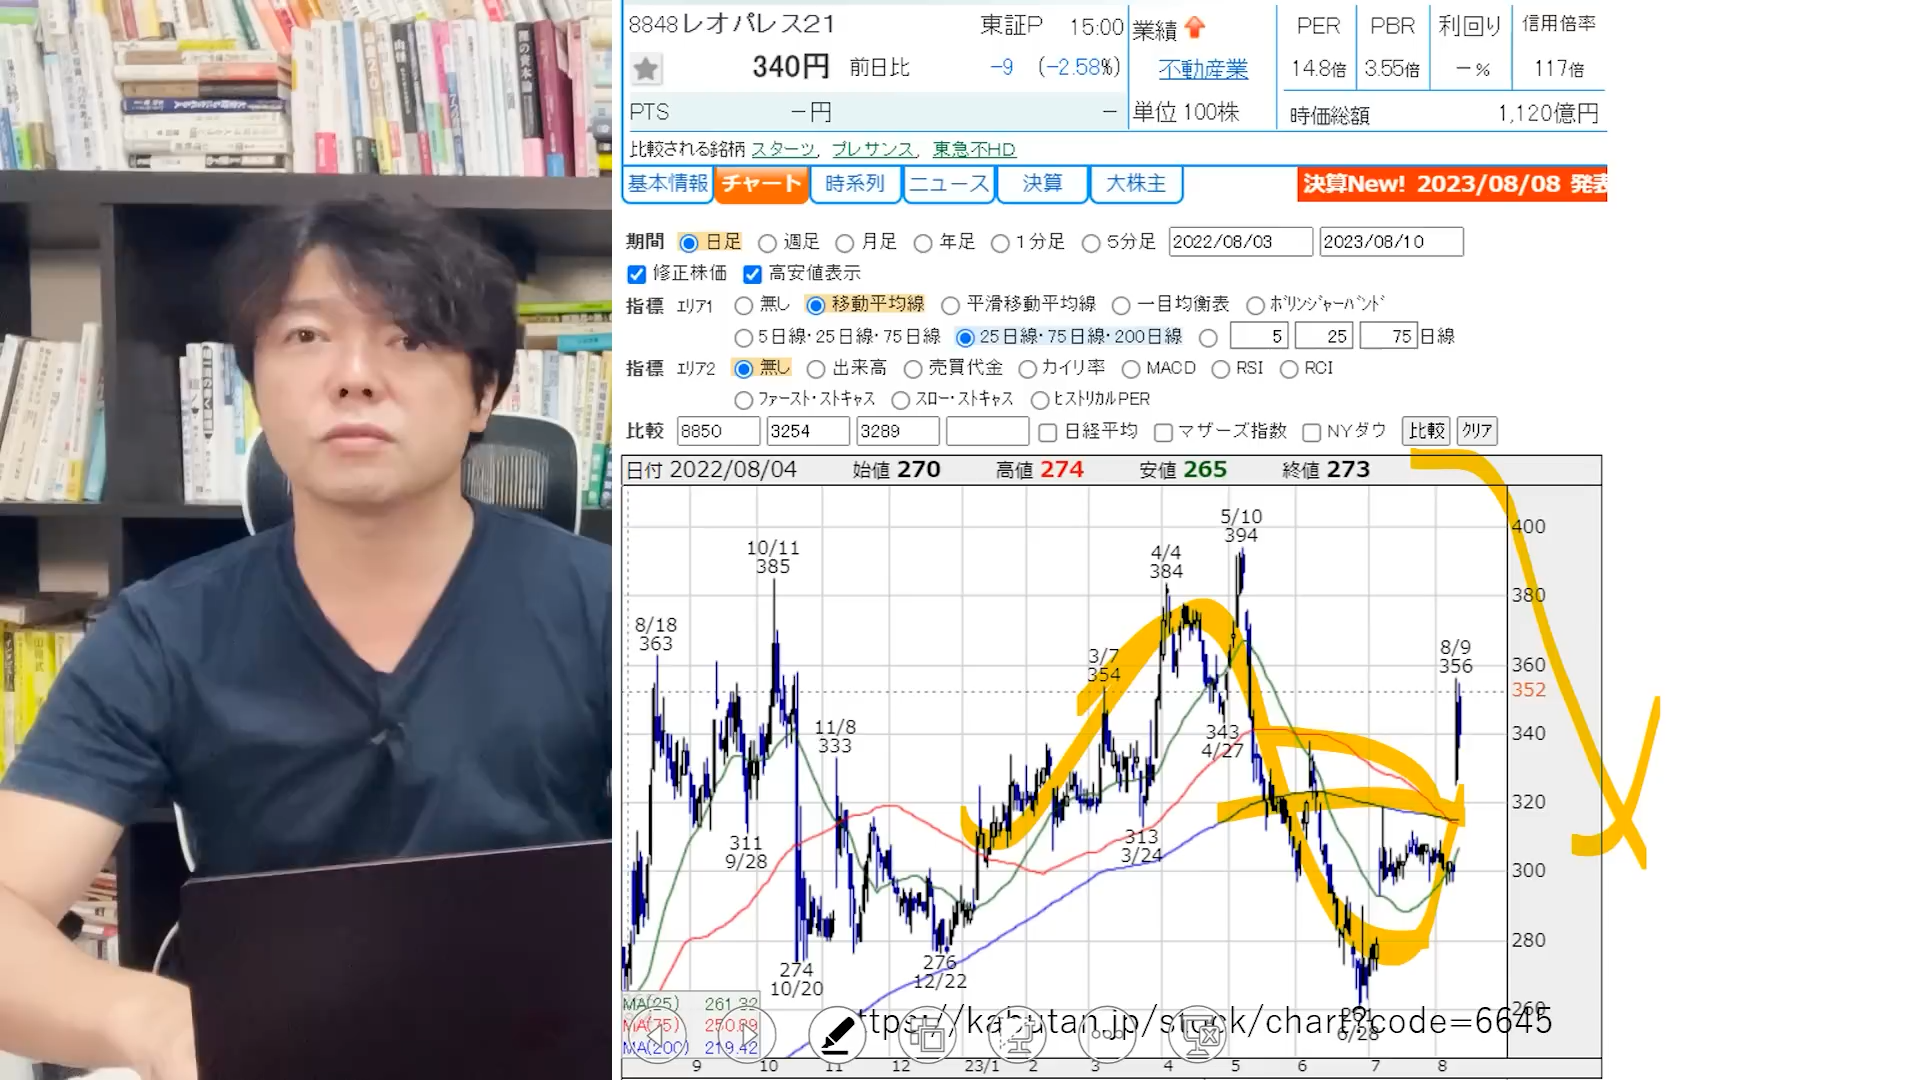 8848レオパレス21 東証P 15:00
340円 前日比 -9 (-2.58%)
PTS －円 －
業績
不動産業
単位 100株
PER PBR 利回り 信用倍率
14.8倍 3.55倍 －% 117倍
時価総額 1,120億円
比較される銘柄 スターツ, プレサンス, 東急不HD
基本情報 チャート 時系列 ニュース 決算 大株主
決算New! 2023/08/08
期間 日足 週足 月足 年足 1分足 5分足 2022/08/03 2023/08/10
修正株価 高安値表示
指標 エリア1 無し 移動平均線 平滑移動平均線 一目均衡表 ボリンジャーバンド
5日線・25日線・75日線 25日線・75日線・200日線 5 25 75 日線
指標 エリア2 無し 出来高 売買代金 カイリ率 MACD RSI RCI
ファースト・ストキャス スロー・ストキャス ヒストリカルPER
比較 8850 3254 3289 日経平均 マザーズ指数 NYダウ 比較 クリア
日付 2022/08/04 始値 270 高値 274 安値 265 終値 273
400
380
360
352
340
320
300
280
260
8/18
363
10/11
385
11/8
333
311
9/28
274
10/20
276
12/22
3/7
354
4/4
384
5/10
394
313
3/24
343
4/27
8/9
356
6/28
MA(25) 261.32
MA(75) 250.89
MA(200) 219.42
ttps://kabutan.jp/stock/chart?code=6645
9 10 11 12 23/1 2 3 4 5 6 7 8